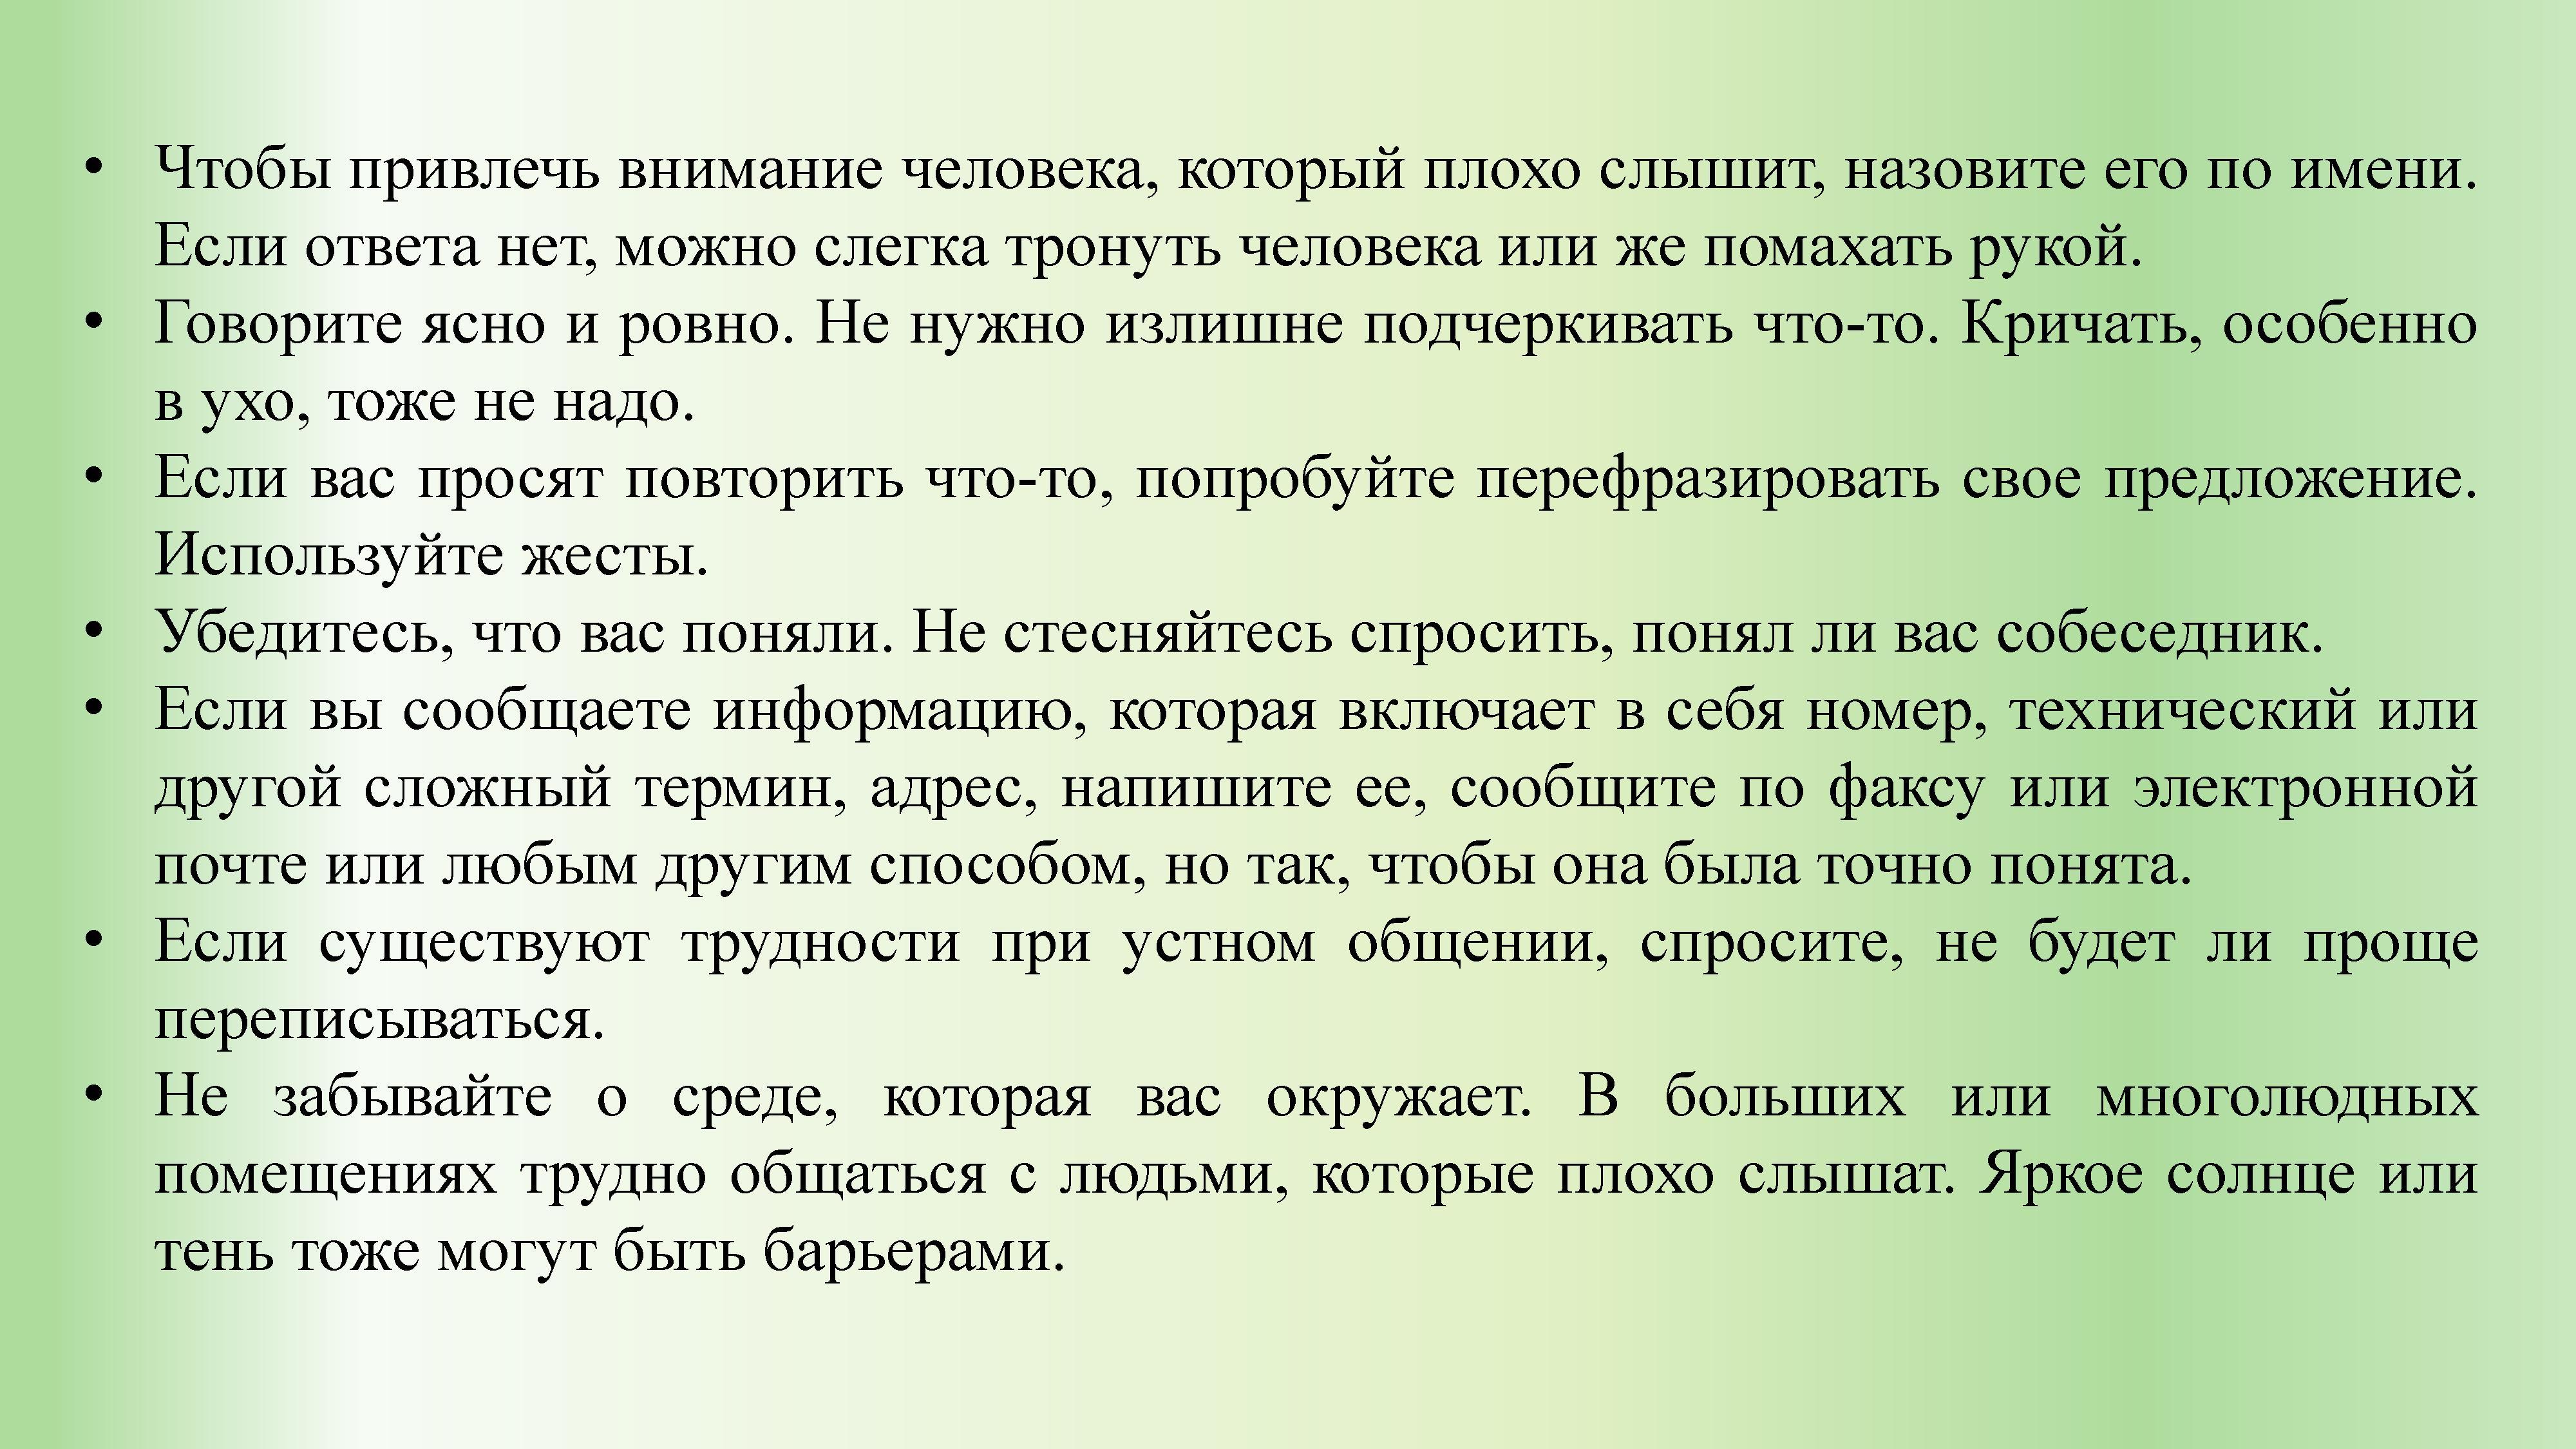 • Чтобы привлечь внимание человека, который плохо слышит, назовите его по имени.
Если ответа нет, можно слегка тронуть человека или же помахать рукой.
• Говорите ясно и ровно. Не нужно излишне подчеркивать что-то. Кричать, особенно
в ухо, тоже не надо.
• Если вас просят повторить что-то, попробуйте перефразировать свое предложение.
Используйте жесты.
• Убедитесь, что вас поняли. Не стесняйтесь спросить, понял ли вас собеседник.
• Если вы сообщаете информацию, которая включает в себя номер, технический или
другой сложный термин, адрес, напишите ее, сообщите по факсу или электронной
почте или любым другим способом, но так, чтобы она была точно понята.
• Если существуют трудности при устном общении, спросите, не будет ли проще
переписываться.
• Не забывайте о среде, которая вас окружает. В больших или многолюдных
помещениях трудно общаться с людьми, которые плохо слышат. Яркое солнце или
тень тоже могут быть барьерами.